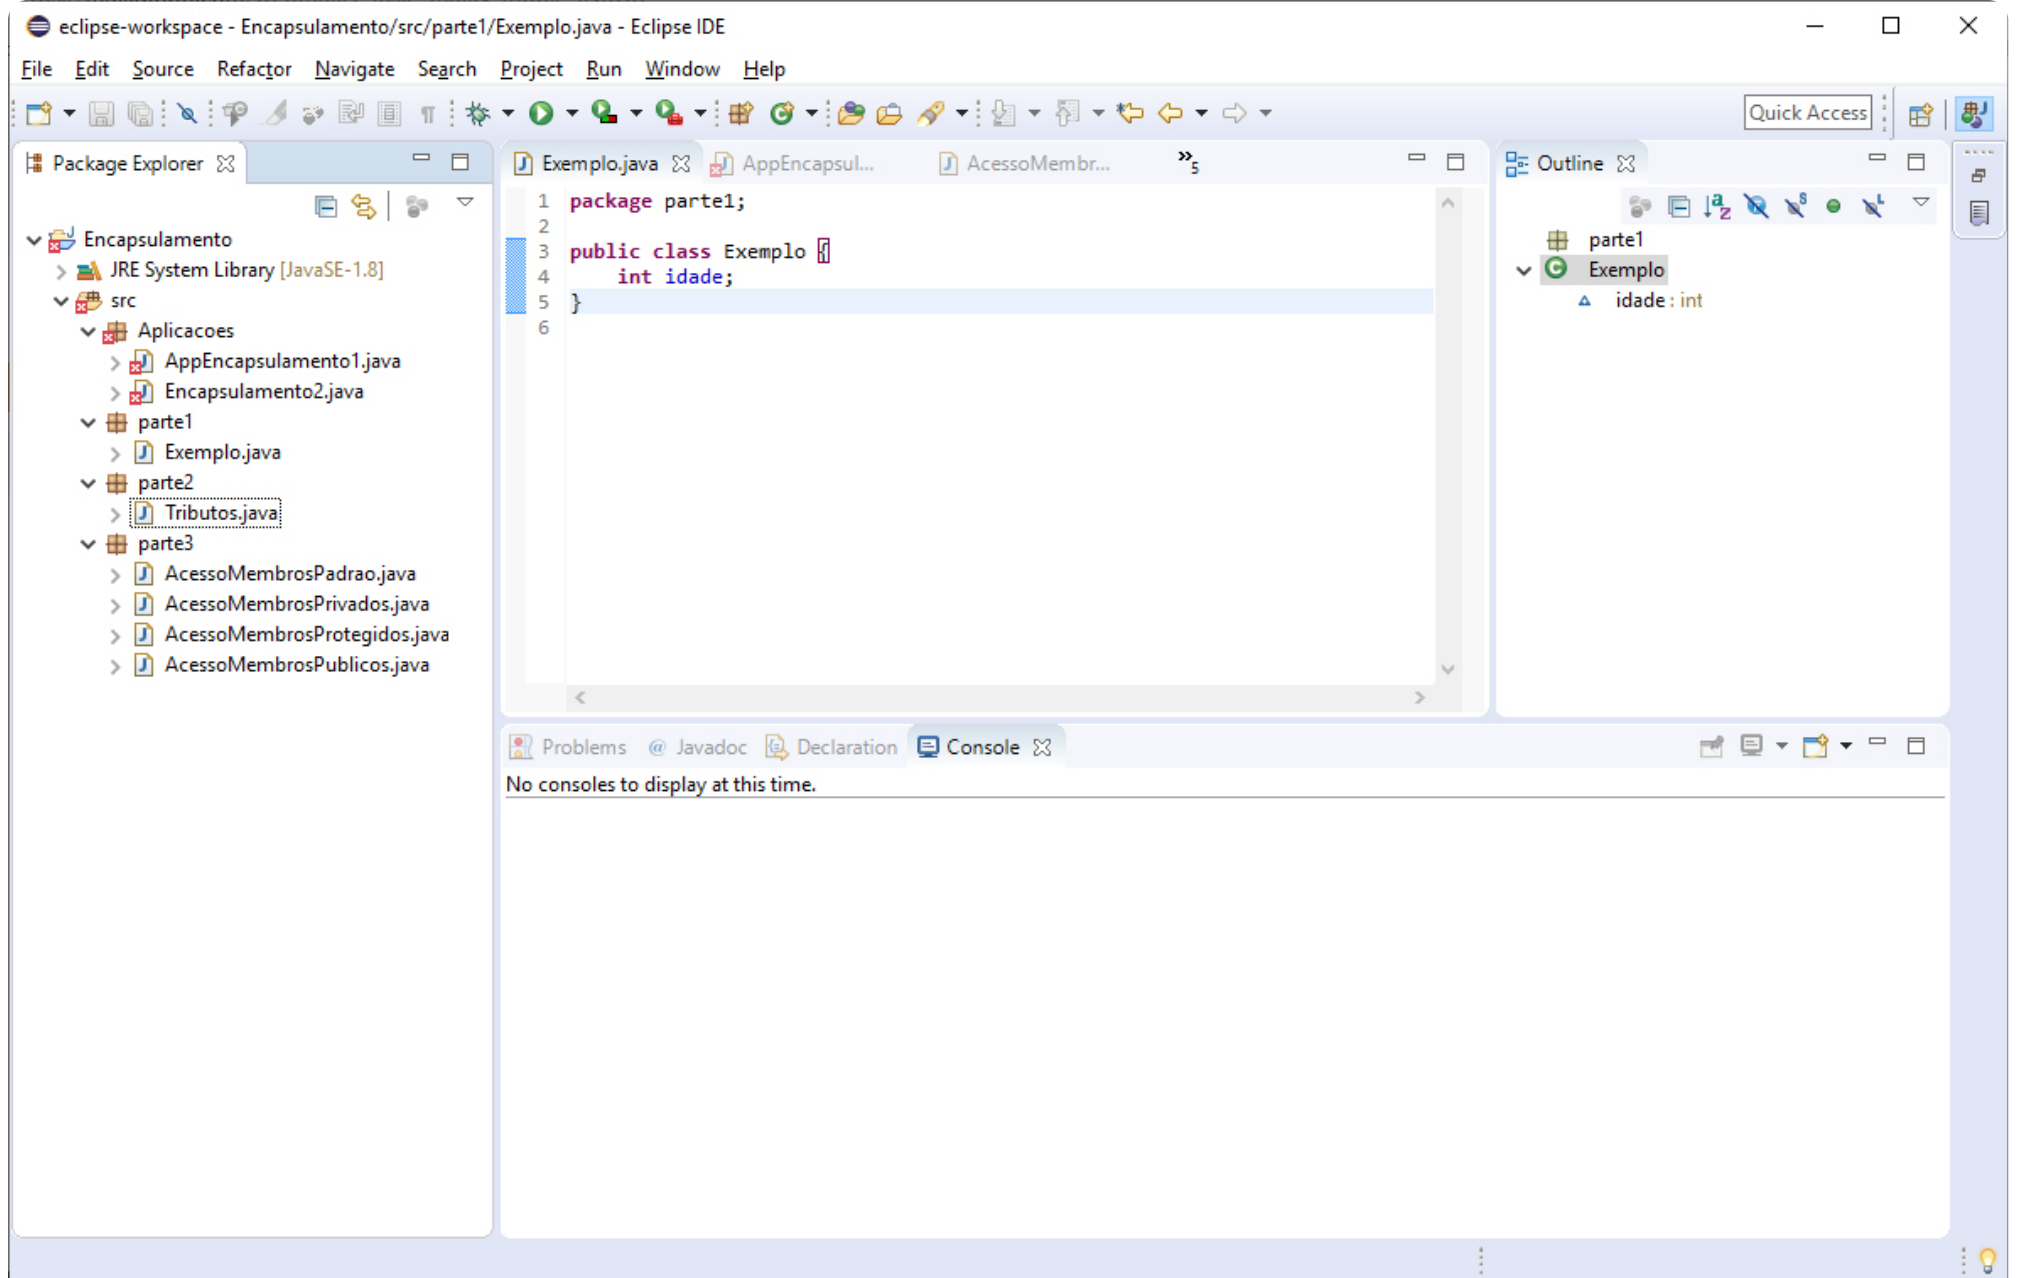 eclipse-workspace - Encapsulamento/src/parte1/Exemplo.java - Eclipse IDE
File Edit Source Refactor Navigate Search Project Run Window Help
Quick Access
Package Explorer
Encapsulamento
JRE System Library [JavaSE-1.8]
src
Aplicacoes
AppEncapsulamento1.java
Encapsulamento2.java
parte1
Exemplo.java
parte2
Tributos.java
parte3
AcessoMembrosPadrao.java
AcessoMembrosPrivados.java
AcessoMembrosProtegidos.java
AcessoMembrosPublicos.java
Exemplo.java AppEncapsul... AcessoMembr... »5
1 package parte1;
2
3 public class Exemplo {
4 int idade;
5 }
6
Outline
parte1
Exemplo
idade : int
Problems @ Javadoc Declaration Console
No consoles to display at this time.